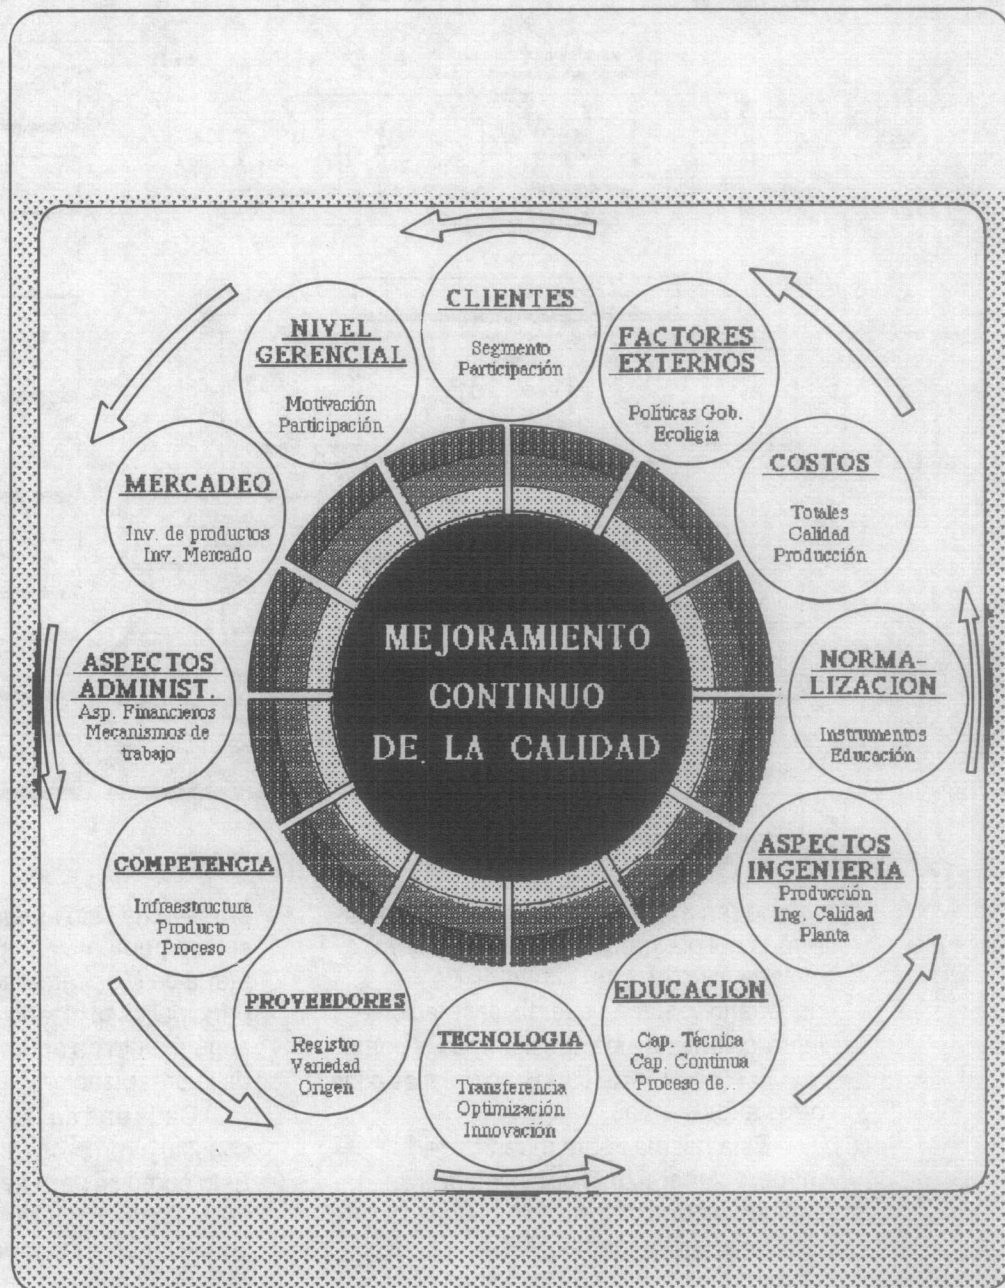 CLIENTES
Segmento
Participación
FACTORES
EXTERNOS
Políticas Gob.
Ecoligia
COSTOS
Totales
Calidad
Producción
NORMA-
LIZACION
Instrumentos
Educación
ASPECTOS
INGENIERIA
Producción
Ing. Calidad
Planta
EDUCACION
Cap. Técnica
Cap. Continua
Proceso de..
TECNOLOGIA
Transferencia
Optimización
Innovación
PROVEEDORES
Registro
Variedad
Origen
COMPETENCIA
Infraestructura
Producto
Proceso
ASPECTOS
ADMINIST.
Asp. Financieros
Mecanismos de
trabajo
MERCADEO
Inv. de productos
Inv. Mercado
NIVEL
GERENCIAL
Motivación
Participación
MEJORAMIENTO
CONTINUO
DE LA CALIDAD